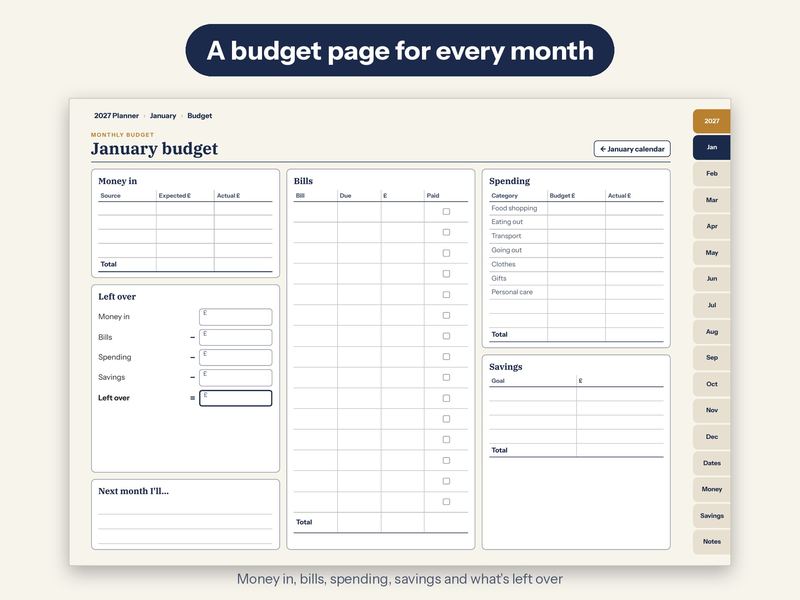 A budget page for every month
2027 Planner › January › Budget
MONTHLY BUDGET
January budget
← January calendar
Money in
Source Expected £ Actual £
Total
Left over
Money in £
Bills – £
Spending – £
Savings – £
Left over = £
Next month I'll...
Bills
Bill Due £ Paid
Total
Spending
Category Budget £ Actual £
Food shopping
Eating out
Transport
Going out
Clothes
Gifts
Personal care
Total
Savings
Goal £
Total
2027
Jan
Feb
Mar
Apr
May
Jun
Jul
Aug
Sep
Oct
Nov
Dec
Dates
Money
Savings
Notes
Money in, bills, spending, savings and what's left over